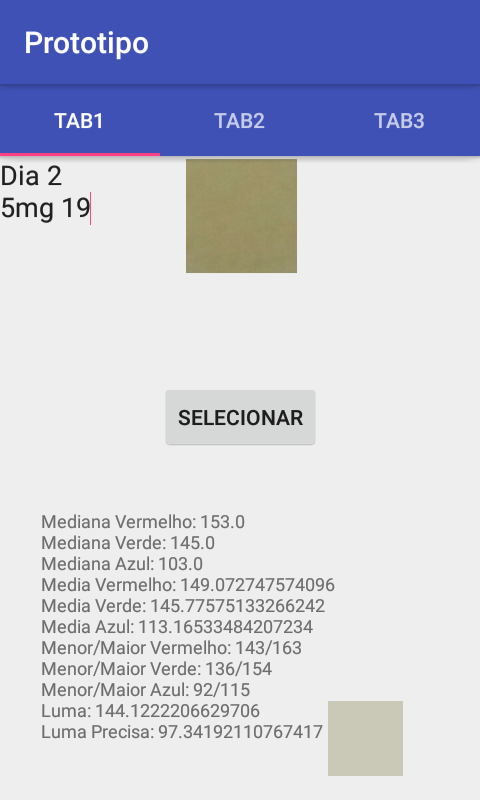 Prototipo
TAB1 TAB2 TAB3
Dia 2
5mg 19
SELECIONAR
Mediana Vermelho: 153.0
Mediana Verde: 145.0
Mediana Azul: 103.0
Media Vermelho: 149.072747574096
Media Verde: 145.77575133266242
Media Azul: 113.16533484207234
Menor/Maior Vermelho: 143/163
Menor/Maior Verde: 136/154
Menor/Maior Azul: 92/115
Luma: 144.1222206629706
Luma Precisa: 97.34192110767417